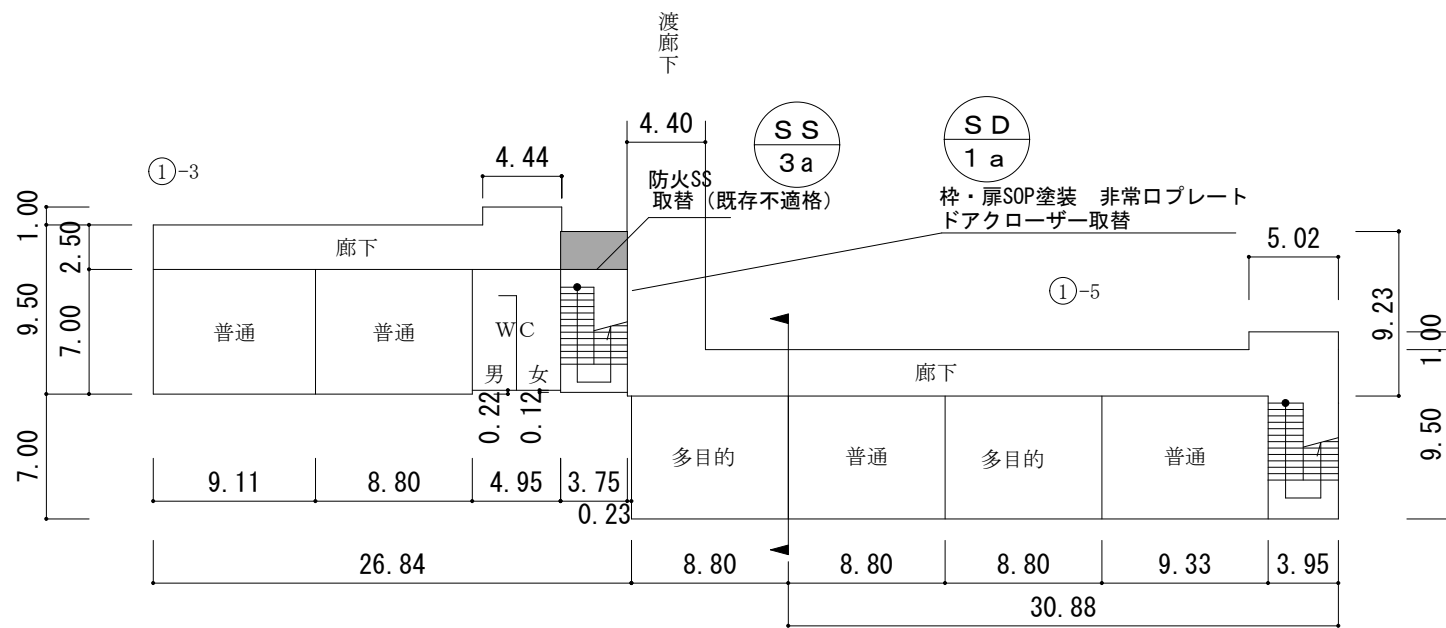 渡廊下
4.40
SS
3a
SD
1a
①-3
4.44
防火SS
取替（既存不適格）
枠・扉SOP塗装　非常口プレート
ドアクローザー取替
5.02
1.00
2.50
9.50
7.00
7.00
廊下
普通
普通
WC
男
女
0.22
0.12
①-5
9.23
1.00
9.50
廊下
多目的
普通
多目的
普通
9.11
8.80
4.95
3.75
0.23
26.84
8.80
8.80
8.80
9.33
3.95
30.88